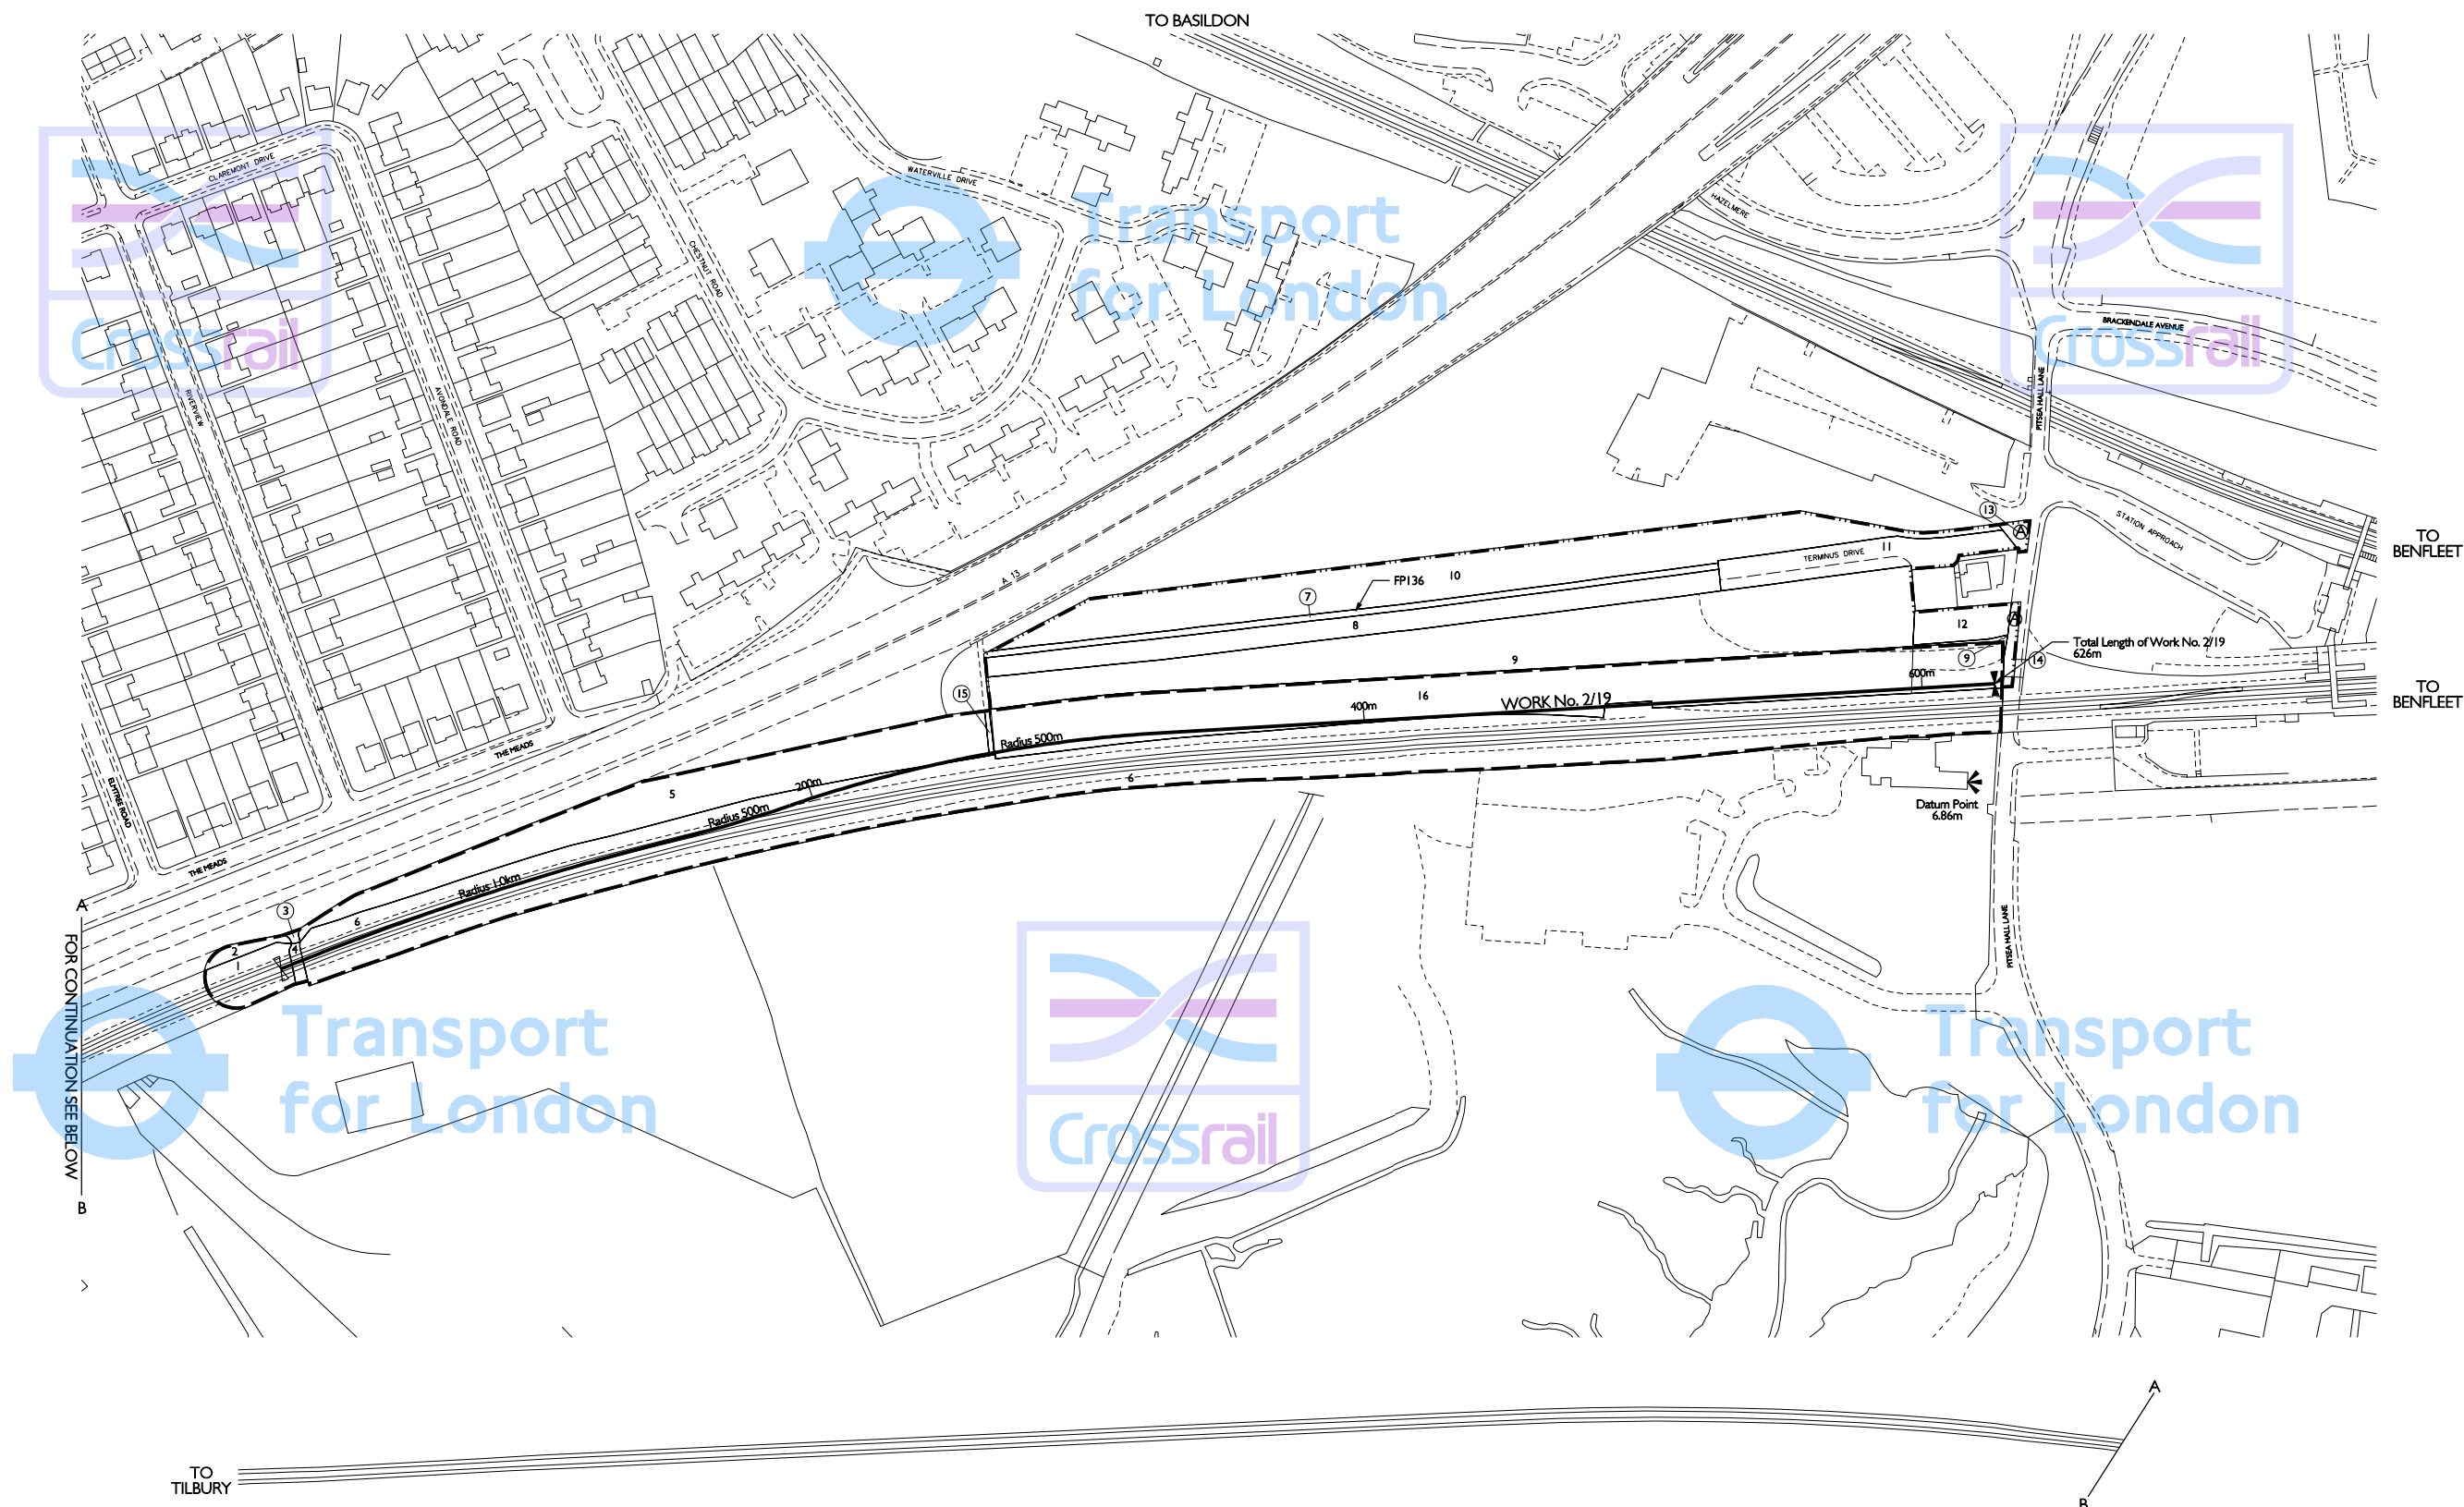 TO BASILDON
CLAREMONT DRIVE
WATERVILLE DRIVE
HAZELMERE
Transport
for London
Crossrail
Crossrail
CHESTNUT ROAD
BRACKENDALE AVENUE
RIVERVIEW
AVONDALE ROAD
PITSEA HALL LANE
STATION APPROACH
13
A
TO
BENFLEET
A 13
TERMINUS DRIVE
11
10
FP136
7
8
12
A
9
9
14
Total Length of Work No. 2/19
626m
600m
TO
BENFLEET
15
16
WORK No. 2/19
400m
Radius 500m
THE MEADS
ELMTREE ROAD
5
200m
6
Radius 500m
Datum Point
6.86m
THE MEADS
Radius 1.0km
A
3
6
2
4
1
FOR CONTINUATION SEE BELOW
PITSEA HALL LANE
Transport
for London
Crossrail
Transport
for London
B
A
TO
TILBURY
B